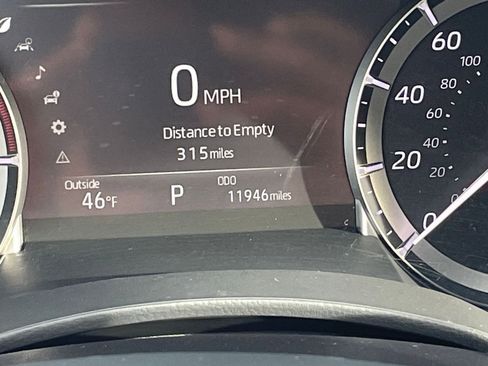 0 MPH
Distance to Empty
315 miles
Outside
46°F
P
ODO
11946 miles
60
40
20
0
100
80
60
40
20
0